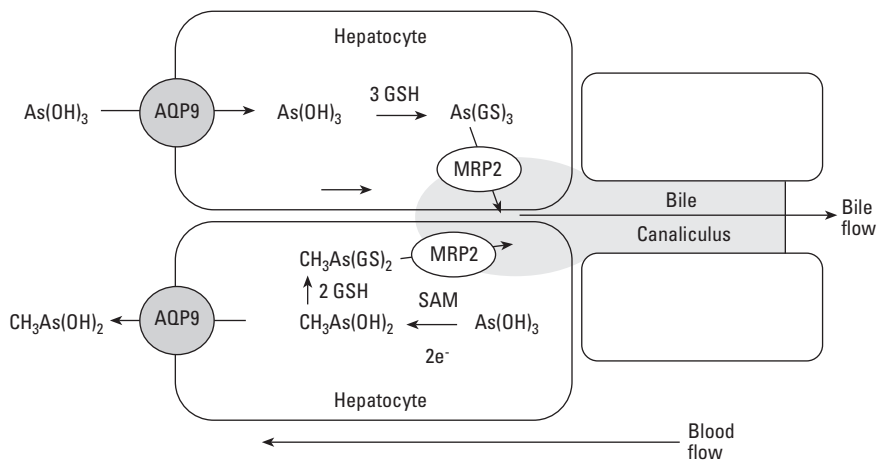 Hepatocyte
3 GSH
As(OH)3
AQP9
As(OH)3
As(GS)3
MRP2
Bile
Bile
flow
Canaliculus
CH3As(GS)2
MRP2
2 GSH
SAM
CH3As(OH)2
AQP9
CH3As(OH)2
As(OH)3
2e-
Hepatocyte
Blood
flow